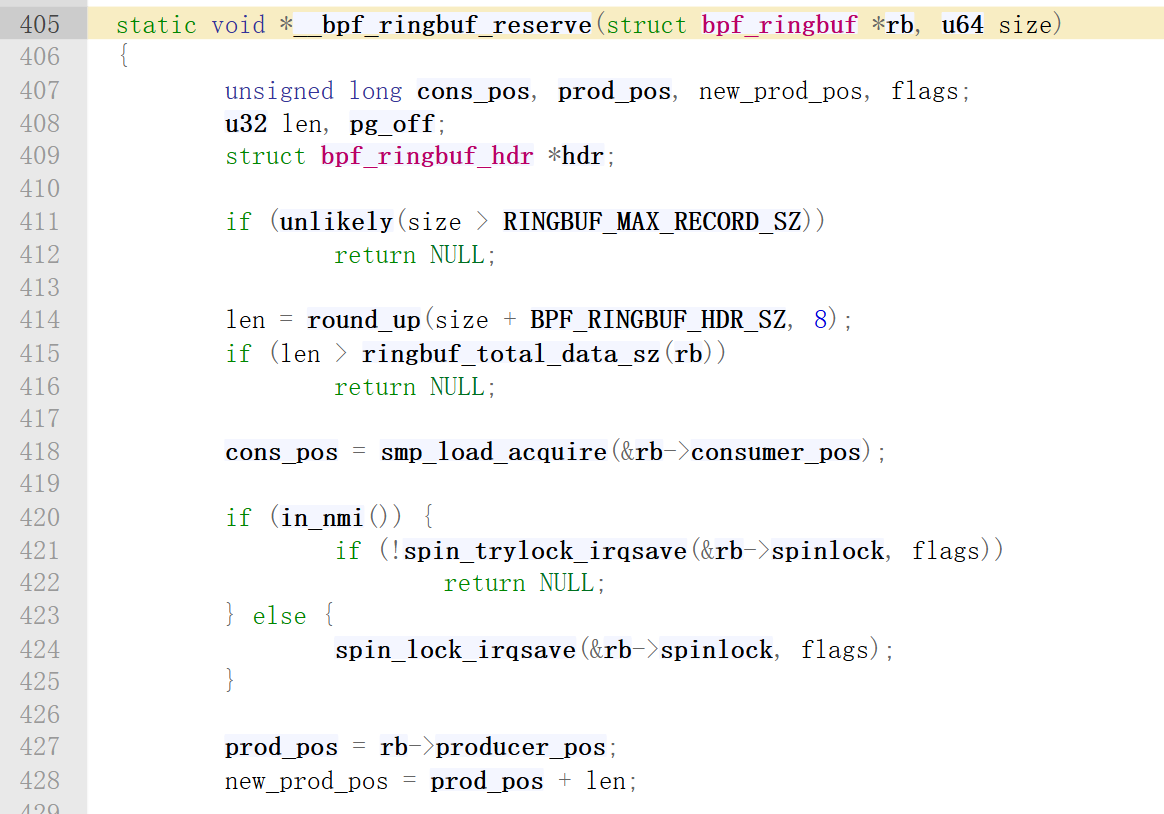 405 static void *__bpf_ringbuf_reserve(struct bpf_ringbuf *rb, u64 size)
406 {
407         unsigned long cons_pos, prod_pos, new_prod_pos, flags;
408         u32 len, pg_off;
409         struct bpf_ringbuf_hdr *hdr;
410
411         if (unlikely(size > RINGBUF_MAX_RECORD_SZ))
412                 return NULL;
413
414         len = round_up(size + BPF_RINGBUF_HDR_SZ, 8);
415         if (len > ringbuf_total_data_sz(rb))
416                 return NULL;
417
418         cons_pos = smp_load_acquire(&rb->consumer_pos);
419
420         if (in_nmi()) {
421                 if (!spin_trylock_irqsave(&rb->spinlock, flags))
422                         return NULL;
423         } else {
424                 spin_lock_irqsave(&rb->spinlock, flags);
425         }
426
427         prod_pos = rb->producer_pos;
428         new_prod_pos = prod_pos + len;
429